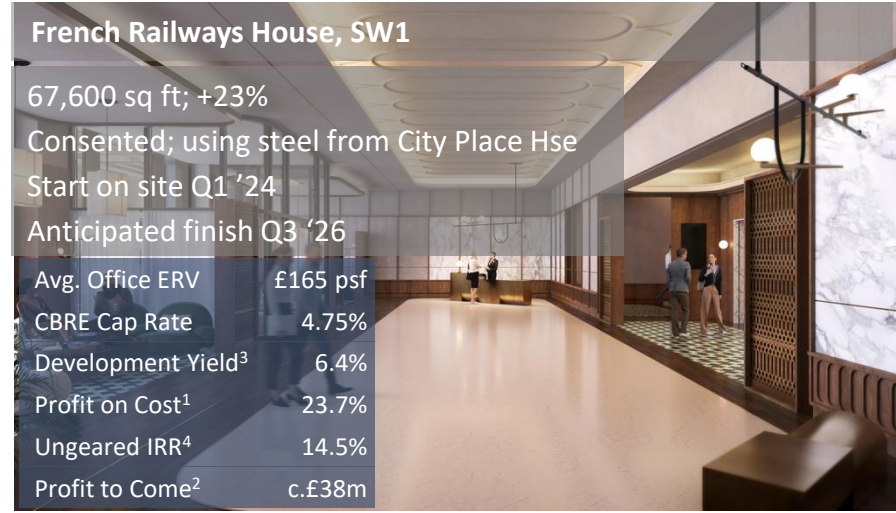 French Railways House, SW1
67,600 sq ft; +23%
Consented; using steel from City Place Hse
Start on site Q1 ’24
Anticipated finish Q3 ‘26
Avg. Office ERV £165 psf
CBRE Cap Rate 4.75%
Development Yield³ 6.4%
Profit on Cost¹ 23.7%
Ungeared IRR⁴ 14.5%
Profit to Come² c.£38m